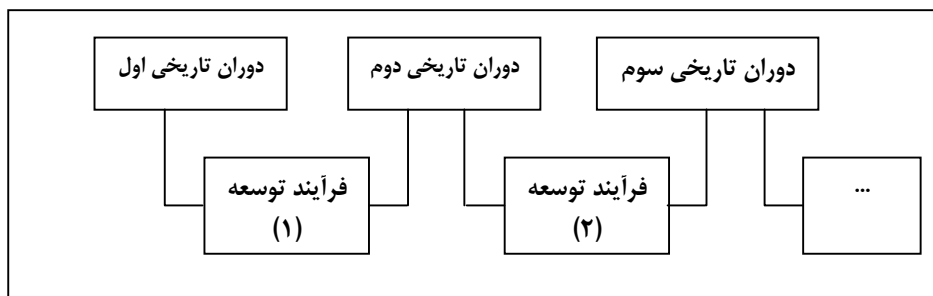 دوران تاریخی اول
دوران تاریخی دوم
دوران تاریخی سوم
فرآیند توسعه
(۱)
فرآیند توسعه
(۲)
...